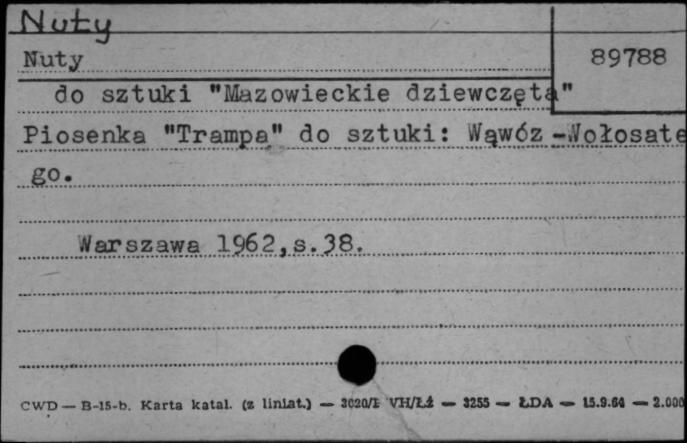 Nuty
Nuty
89788
do sztuki "Mazowieckie dziewczęta"
Piosenka "Trampa" do sztuki: Wąwóz -Wołosate
go.
Warszawa 1962,s.38.
CWD — B-15-b. Karta katal. (z liniat.) — 3020/I VH/Łź — 3255 — ŁDA — 15.9.64 — 2.000